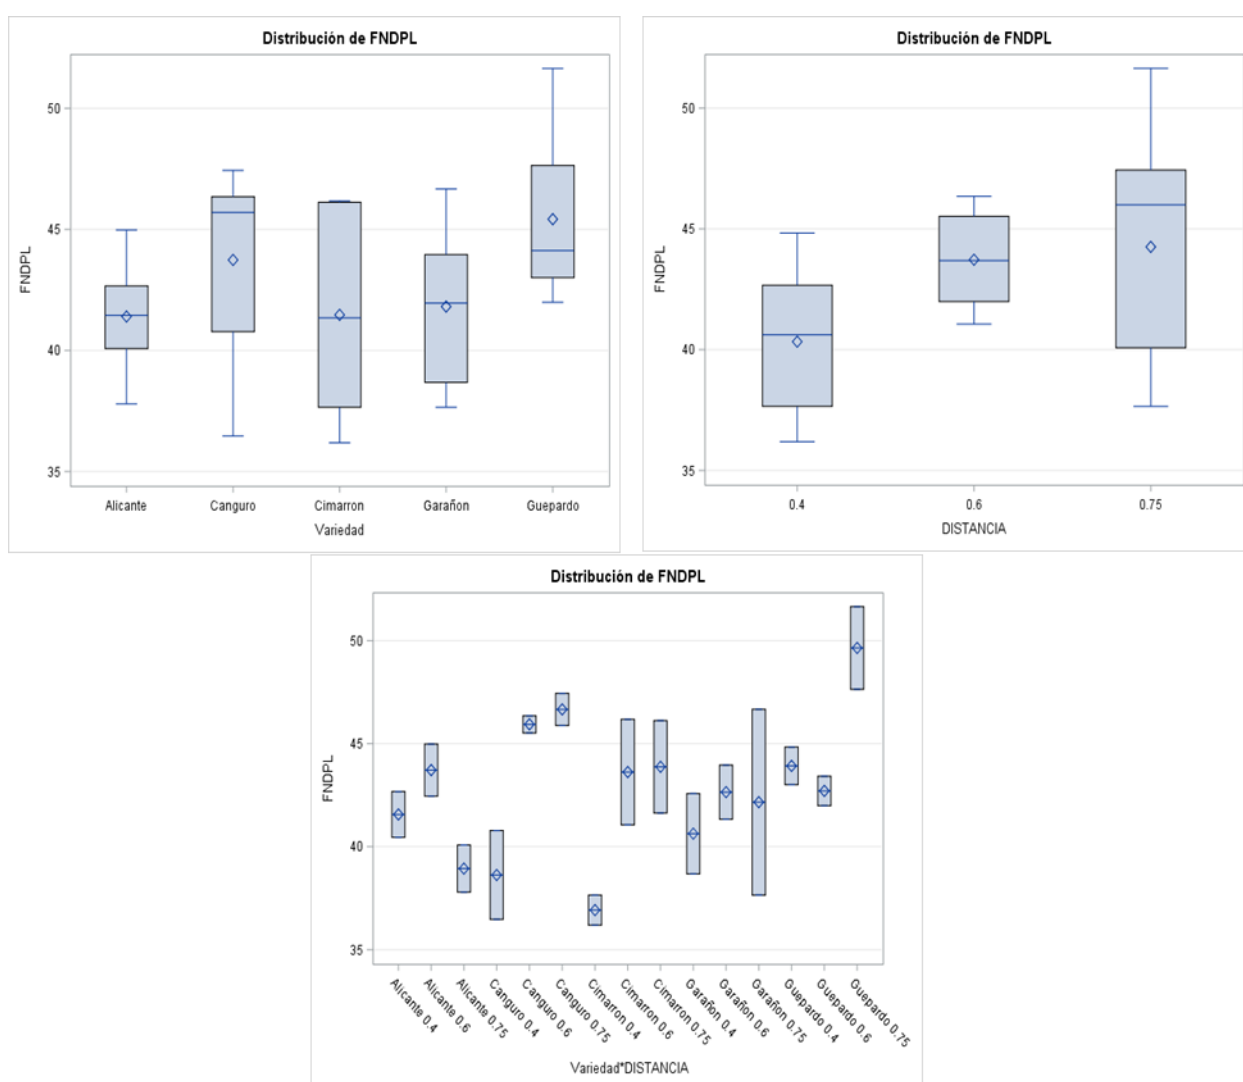 Distribución de FNDPL
50
45
40
35
FNDPL
Alicante Canguro Cimarron Garañon Guepardo
Variedad
Distribución de FNDPL
50
45
40
35
FNDPL
0.4 0.6 0.75
DISTANCIA
Distribución de FNDPL
50
45
40
35
FNDPL
Alicante 0.4
Alicante 0.6
Alicante 0.75
Canguro 0.4
Canguro 0.6
Canguro 0.75
Cimarron 0.4
Cimarron 0.6
Cimarron 0.75
Garañon 0.4
Garañon 0.6
Garañon 0.75
Guepardo 0.4
Guepardo 0.6
Guepardo 0.75
Variedad*DISTANCIA